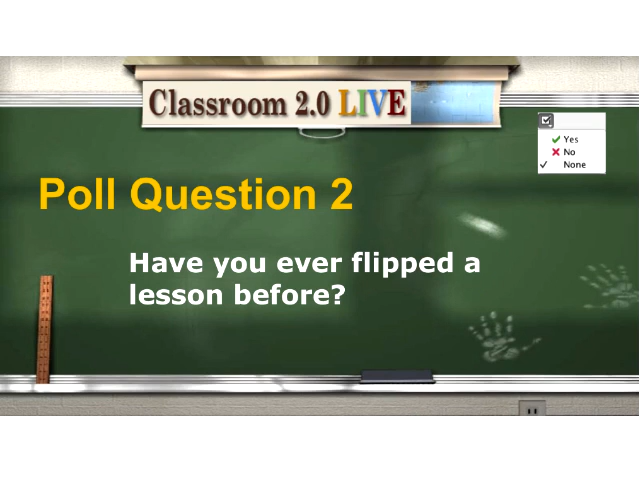 Classroom 2.0 LIVE
Yes
No
None
Poll Question 2
Have you ever flipped a
lesson before?